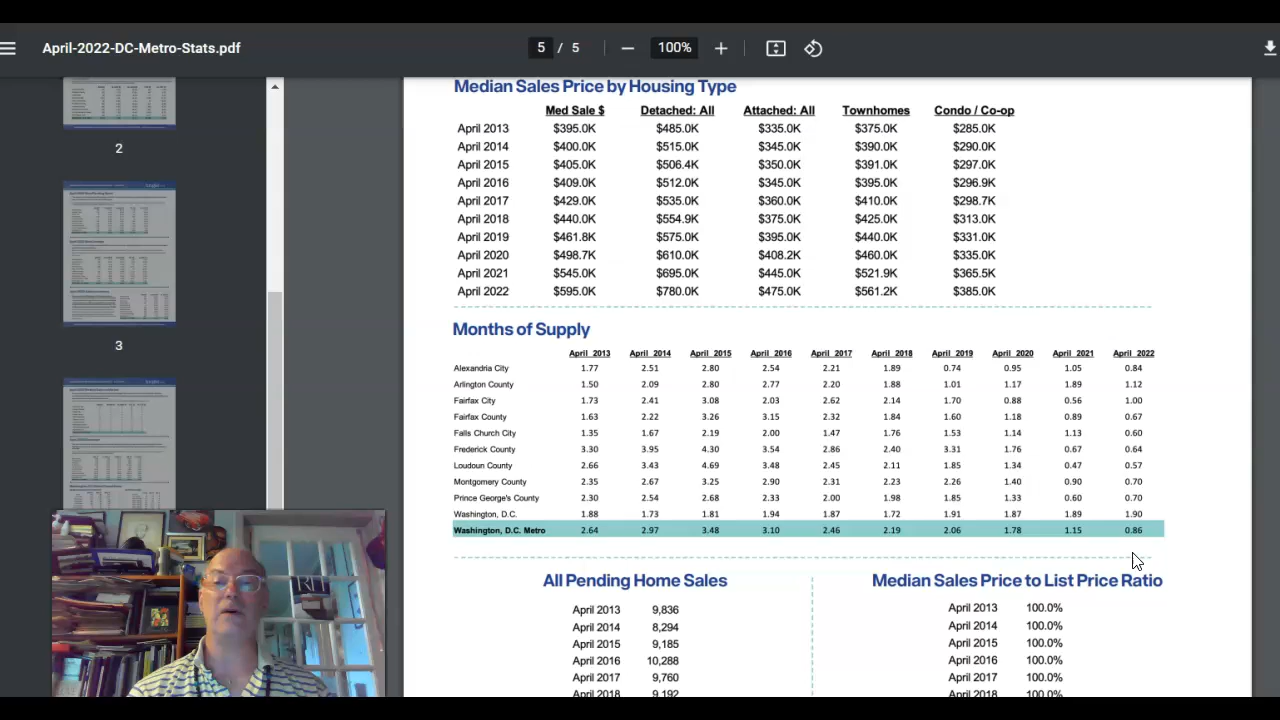 April-2022-DC-Metro-Stats.pdf 5 / 5 100%
2
3
Median Sales Price by Housing Type
Med Sale $ Detached: All Attached: All Townhomes Condo / Co-op
April 2013 $395.0K $485.0K $335.0K $375.0K $285.0K
April 2014 $400.0K $515.0K $345.0K $390.0K $290.0K
April 2015 $405.0K $506.4K $350.0K $391.0K $297.0K
April 2016 $409.0K $512.0K $345.0K $395.0K $296.9K
April 2017 $429.0K $535.0K $360.0K $410.0K $298.7K
April 2018 $440.0K $554.9K $375.0K $425.0K $313.0K
April 2019 $461.8K $575.0K $395.0K $440.0K $331.0K
April 2020 $498.7K $610.0K $408.2K $460.0K $335.0K
April 2021 $545.0K $695.0K $445.0K $521.9K $365.5K
April 2022 $595.0K $780.0K $475.0K $561.2K $385.0K
Months of Supply
April 2013 April 2014 April 2015 April 2016 April 2017 April 2018 April 2019 April 2020 April 2021 April 2022
Alexandria City 1.77 2.51 2.80 2.54 2.21 1.89 0.74 0.95 1.05 0.84
Arlington County 1.50 2.09 2.80 2.77 2.20 1.88 1.01 1.17 1.89 1.12
Fairfax City 1.73 2.41 3.08 2.03 2.62 2.14 1.70 0.88 0.56 1.00
Fairfax County 1.63 2.22 3.26 3.15 2.32 1.84 1.60 1.18 0.89 0.67
Falls Church City 1.35 1.67 2.19 2.00 1.47 1.76 1.53 1.14 1.13 0.60
Frederick County 3.30 3.95 4.30 3.54 2.86 2.40 3.31 1.76 0.67 0.64
Loudoun County 2.66 3.43 4.69 3.48 2.45 2.11 1.85 1.34 0.47 0.57
Montgomery County 2.35 2.67 3.25 2.90 2.31 2.23 2.26 1.40 0.90 0.70
Prince George's County 2.30 2.54 2.68 2.33 2.00 1.98 1.85 1.33 0.60 0.70
Washington, D.C. 1.88 1.73 1.81 1.94 1.87 1.72 1.91 1.87 1.89 1.90
Washington, D.C. Metro 2.64 2.97 3.48 3.10 2.46 2.19 2.06 1.78 1.15 0.86
All Pending Home Sales
April 2013 9,836
April 2014 8,294
April 2015 9,185
April 2016 10,288
April 2017 9,760
April 2018 9,192
Median Sales Price to List Price Ratio
April 2013 100.0%
April 2014 100.0%
April 2015 100.0%
April 2016 100.0%
April 2017 100.0%
April 2018 100.0%